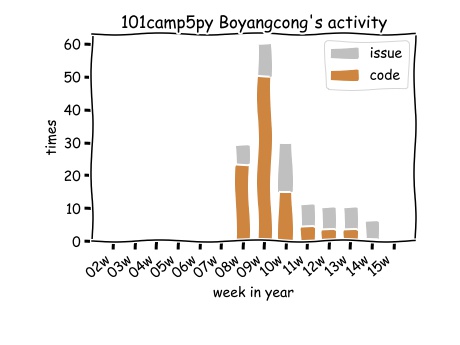 101camp5py Boyangcong's activity
issue
code
times
60
50
40
30
20
10
0
02w 03w 04w 05w 06w 07w 08w 09w 10w 11w 12w 13w 14w 15w
week in year